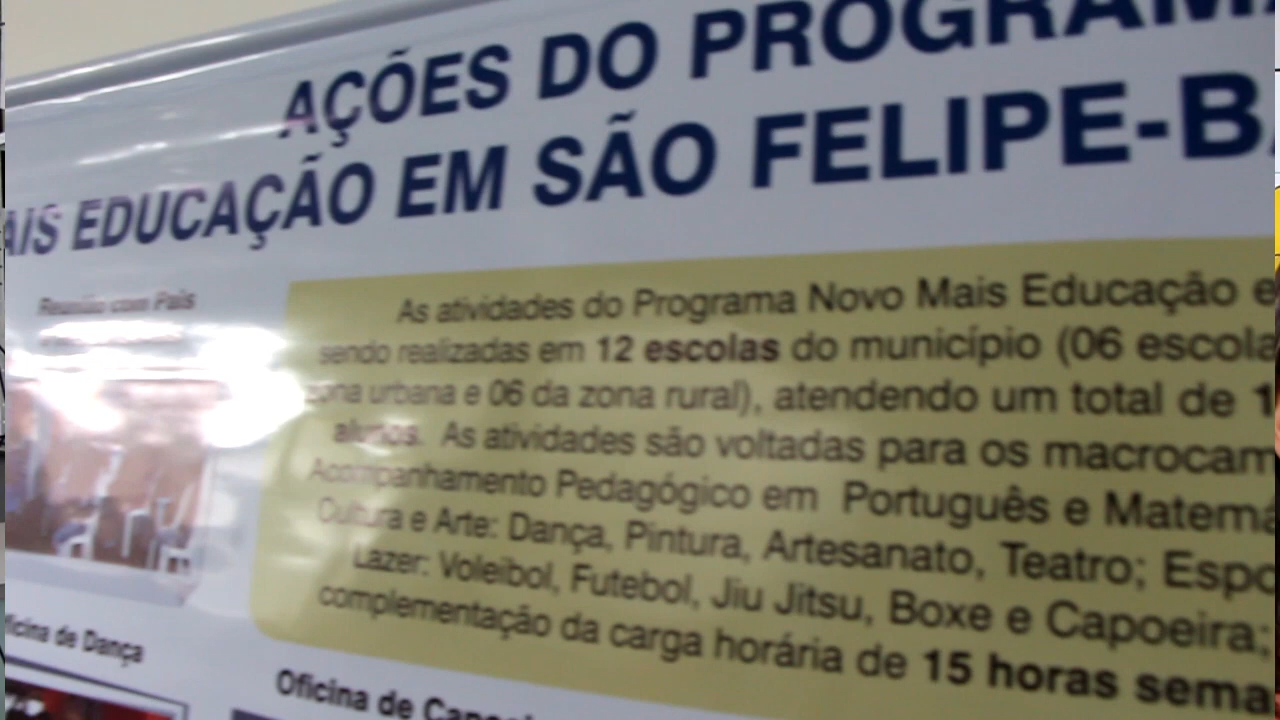 AÇÕES DO PROGRAMA
AIS EDUCAÇÃO EM SÃO FELIPE-BA
Reunião com Pais
As atividades do Programa Novo Mais Educação e
sendo realizadas em 12 escolas do município (06 escola
zona urbana e 06 da zona rural), atendendo um total de 1
alunos. As atividades são voltadas para os macrocam
Acompanhamento Pedagógico em Português e Matemá
Cultura e Arte: Dança, Pintura, Artesanato, Teatro; Espo
Lazer: Voleibol, Futebol, Jiu Jitsu, Boxe e Capoeira;
complementação da carga horária de 15 horas sema
icina de Dança
Oficina de Capoei